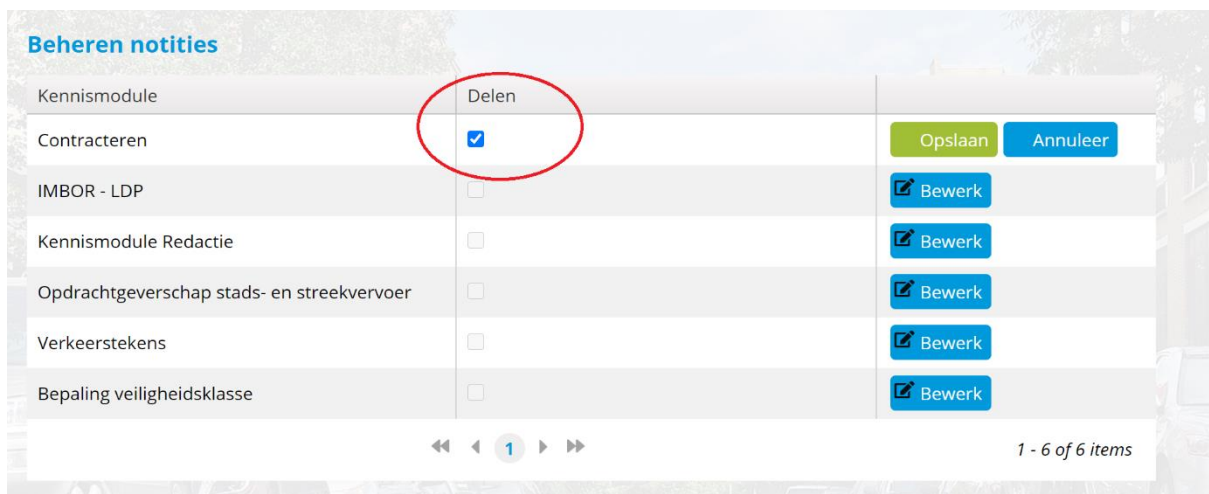 Beheren notities
Kennismodule Delen
Contracteren Opslaan Annuleer
IMBOR - LDP Bewerk
Kennismodule Redactie Bewerk
Opdrachtgeverschap stads- en streekvervoer Bewerk
Verkeerstekens Bewerk
Bepaling veiligheidsklasse Bewerk
1 1 - 6 of 6 items